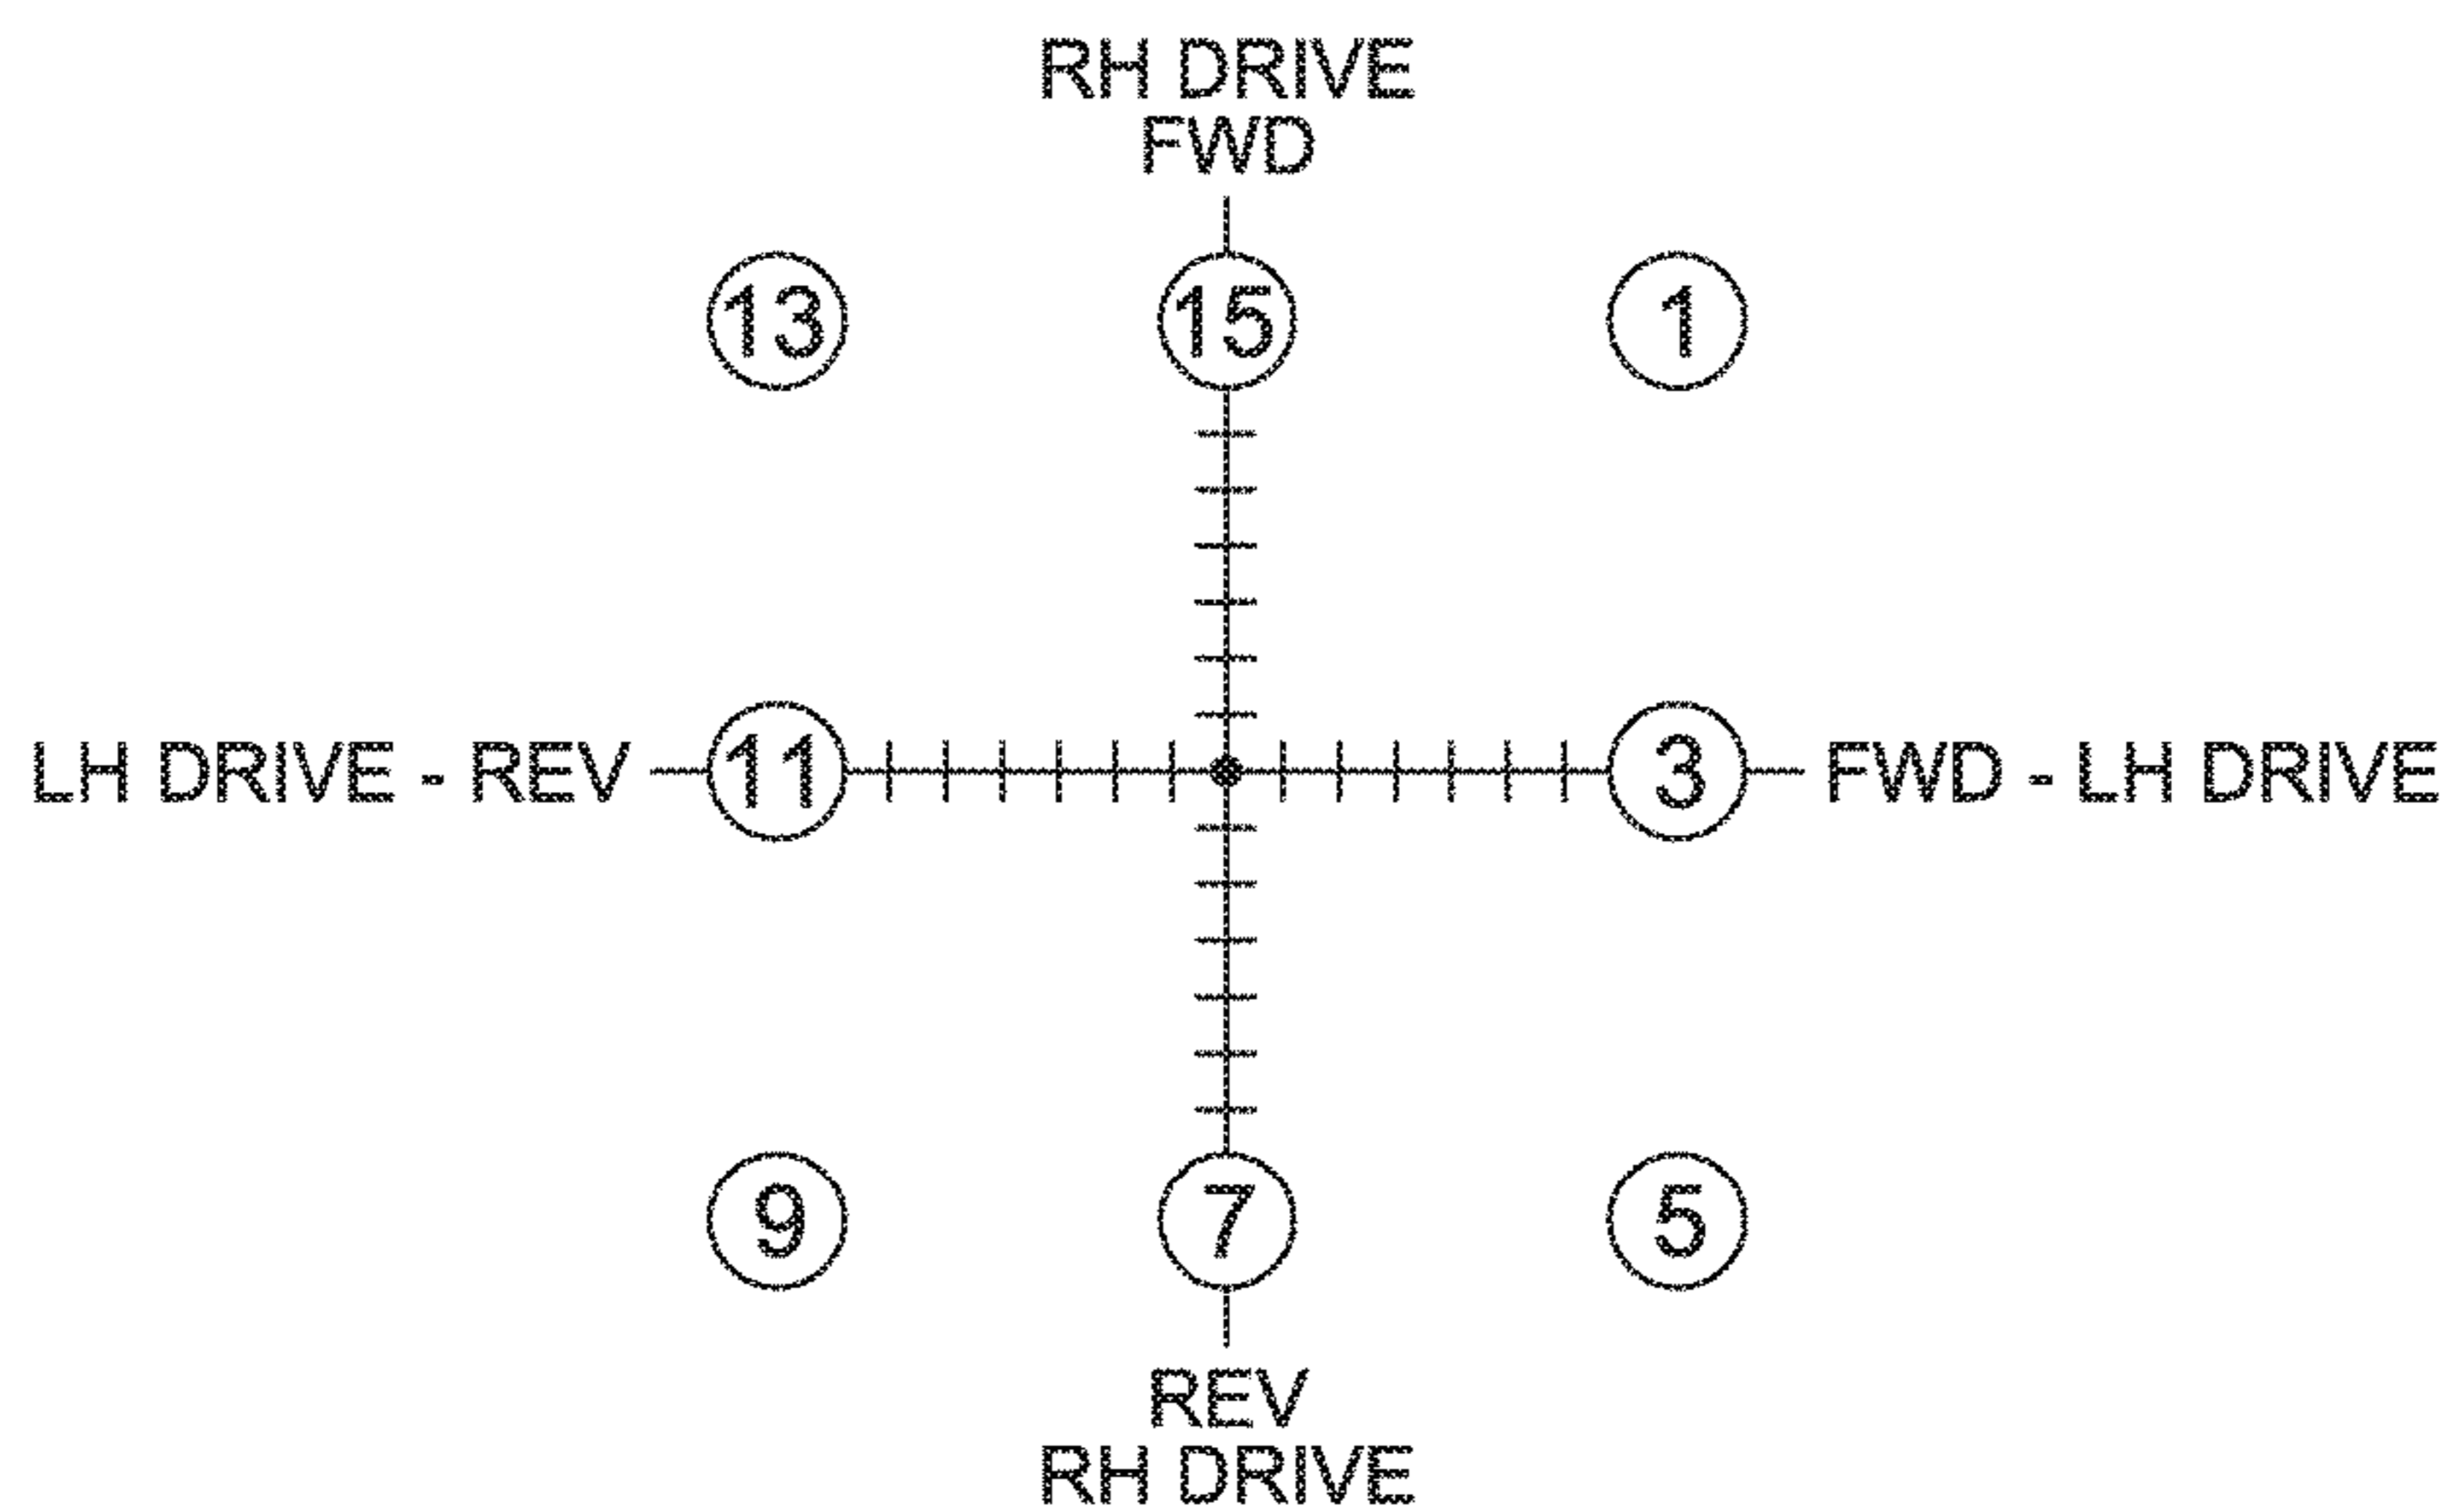 RH DRIVE
FWD
13 15 1
LH DRIVE - REV 11 3 FWD - LH DRIVE
9 7 5
REV
RH DRIVE